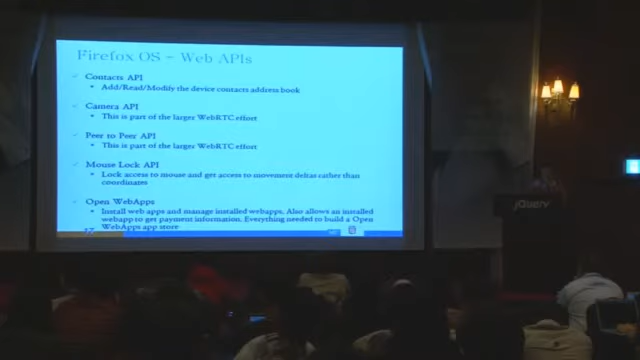 Firefox OS - Web APIs
Contacts API
Add/Read/Modify the device contacts address book
Camera API
This is part of the larger WebRTC effort
Peer to Peer API
This is part of the larger WebRTC effort
Mouse Lock API
Lock access to mouse and get access to movement deltas rather than
coordinates
Open WebApps
Install web apps and manage installed webapps. Also allows an installed
webapp to get payment information. Everything needed to build a Open
WebApps app store
jQuery